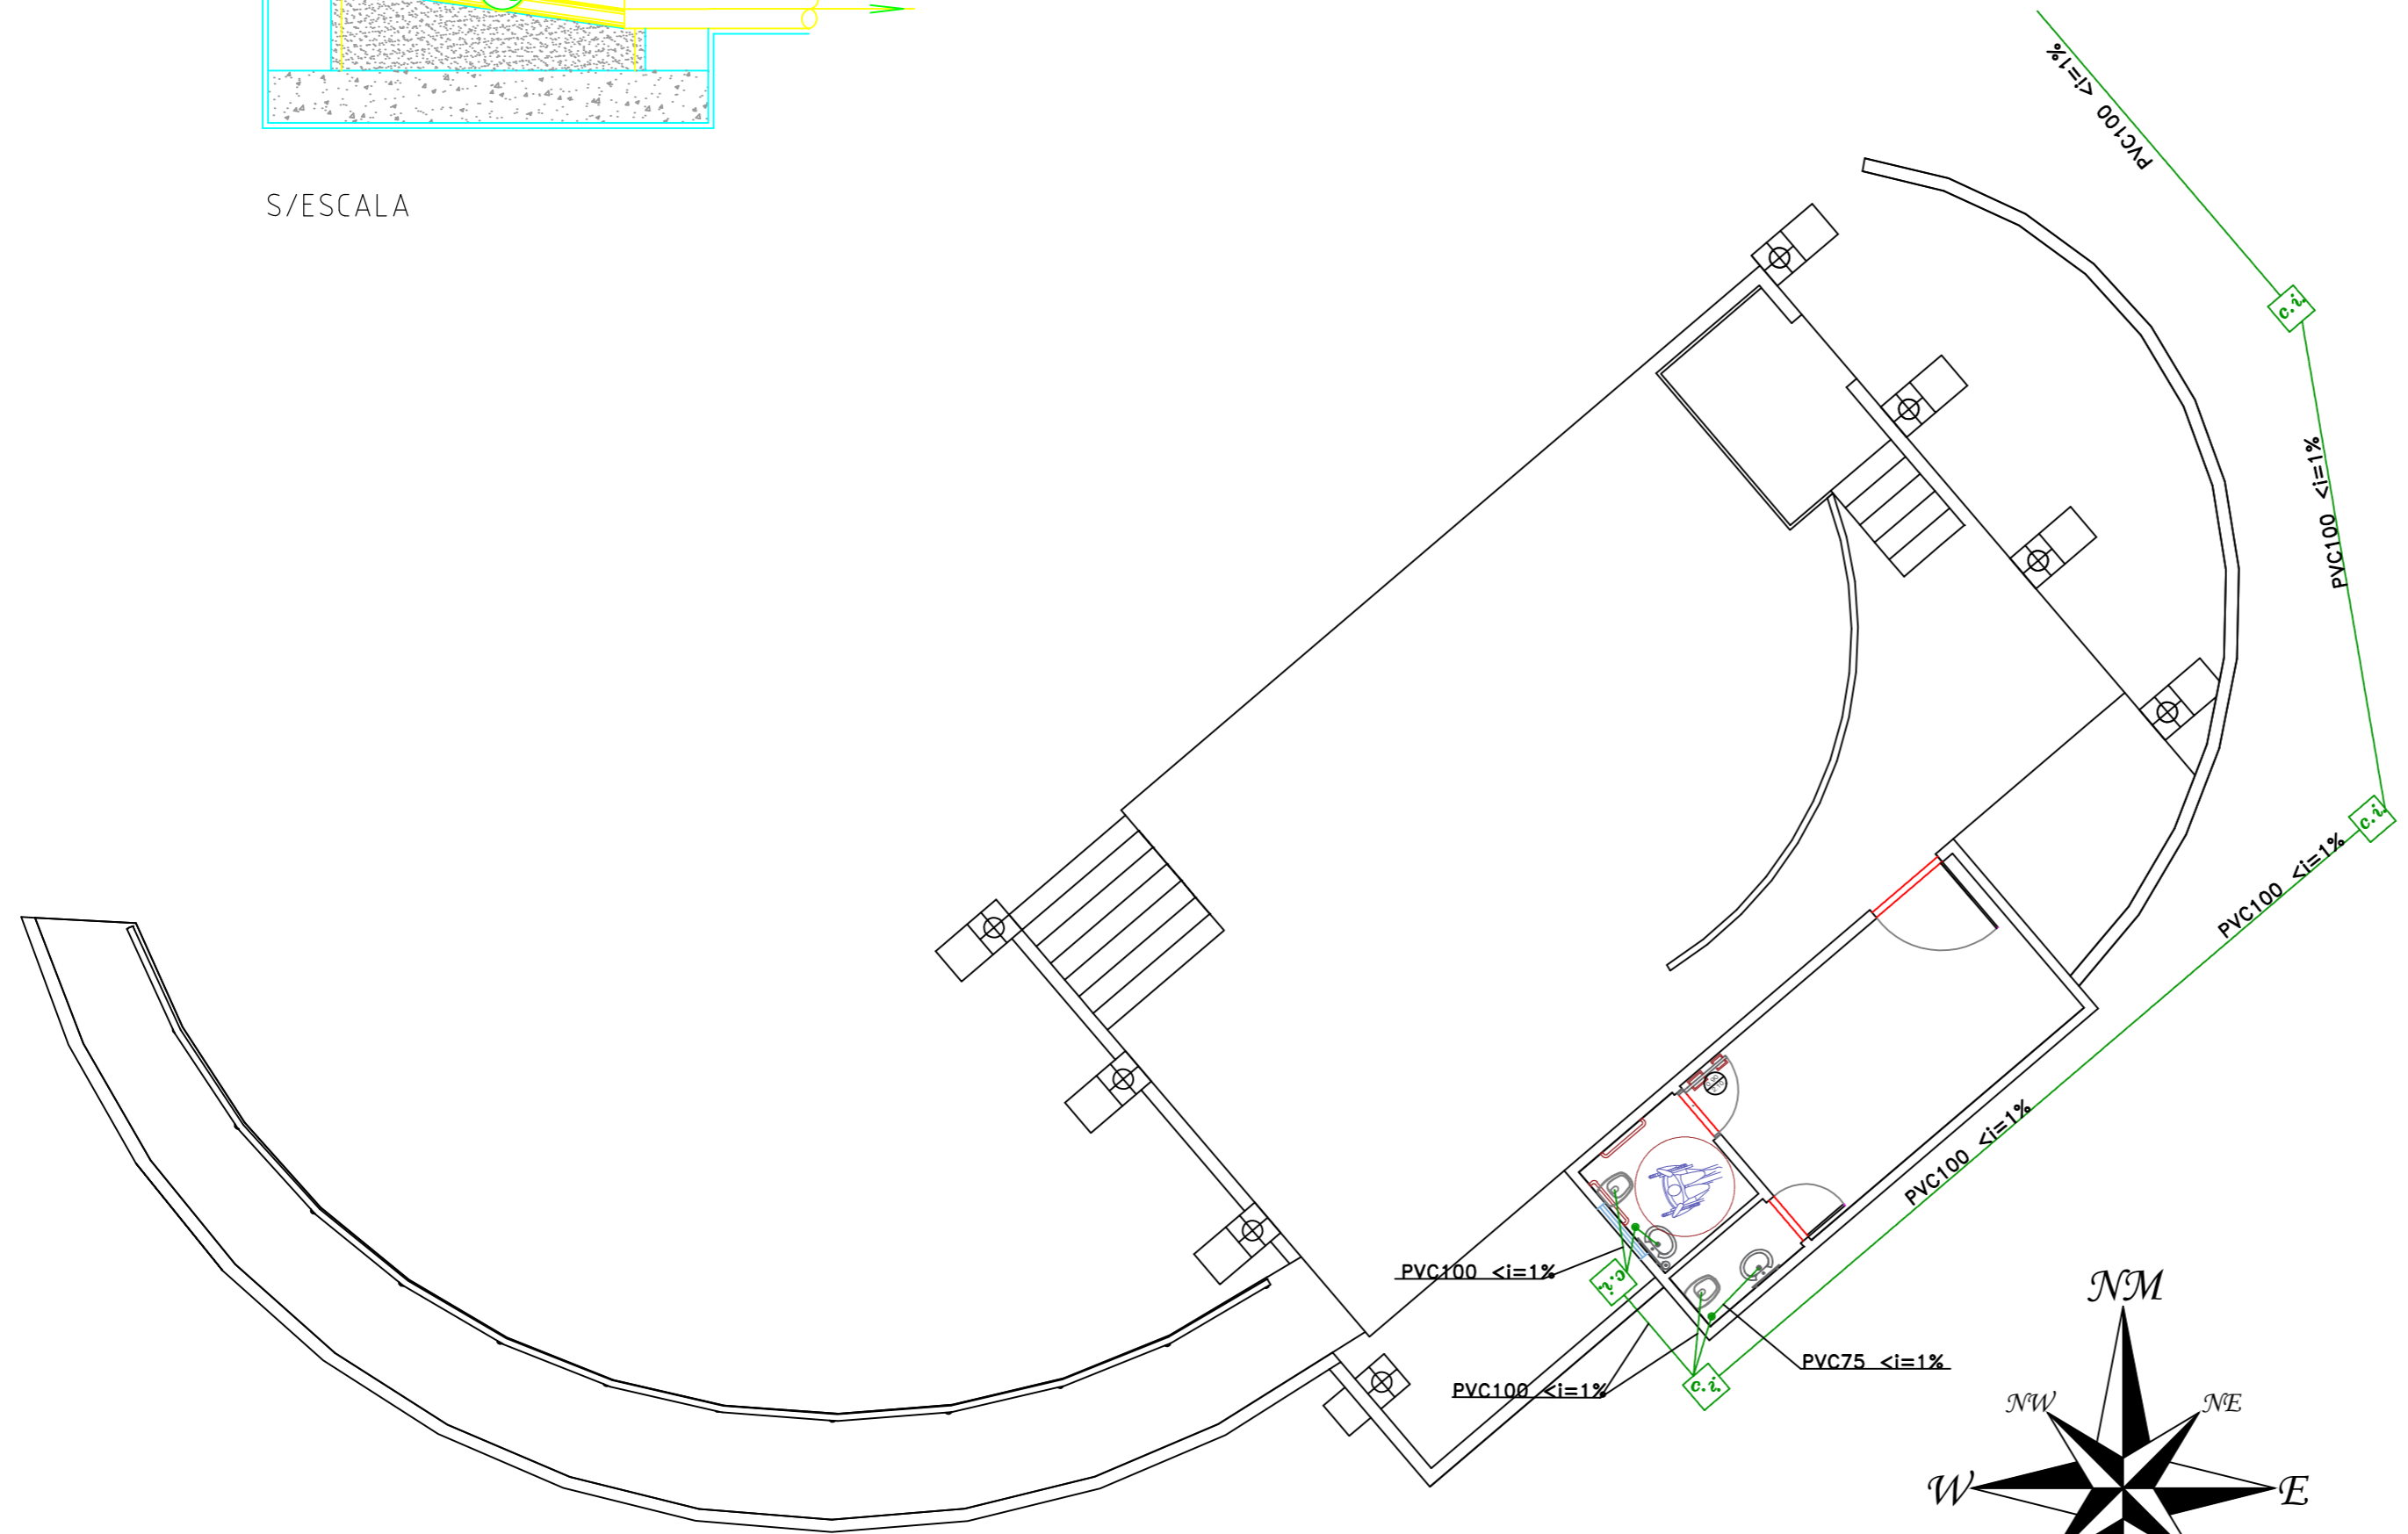 S/ESCALA
PVC100 <i=1%
c.i.
PVC100 <i=1%
c.i.
PVC100 <i=1%
PVC100 <i=1%
PVC100 <i=1%
c.i.
PVC75 <i=1%
PVC100 <i=1%
c.i.
NM
NW
NE
W
E